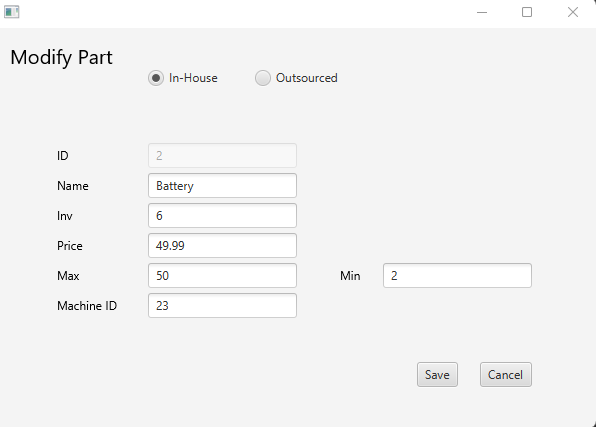 Modify Part
In-House Outsourced
ID 2
Name Battery
Inv 6
Price 49.99
Max 50 Min 2
Machine ID 23
Save Cancel